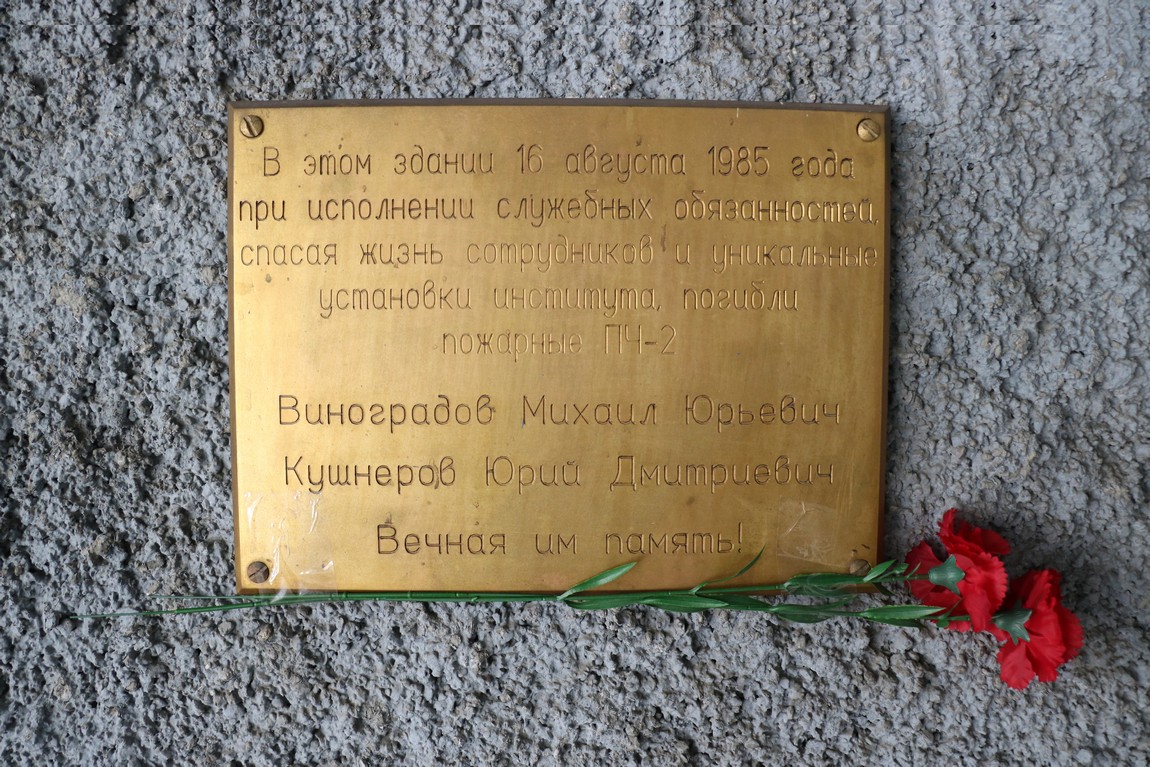 В этом здании 16 августа 1985 года
при исполнении служебных обязанностей,
спасая жизнь сотрудников и уникальные
установки института, погибли
пожарные ПЧ-2
Виноградов Михаил Юрьевич
Кушнеров Юрий Дмитриевич
Вечная им память!